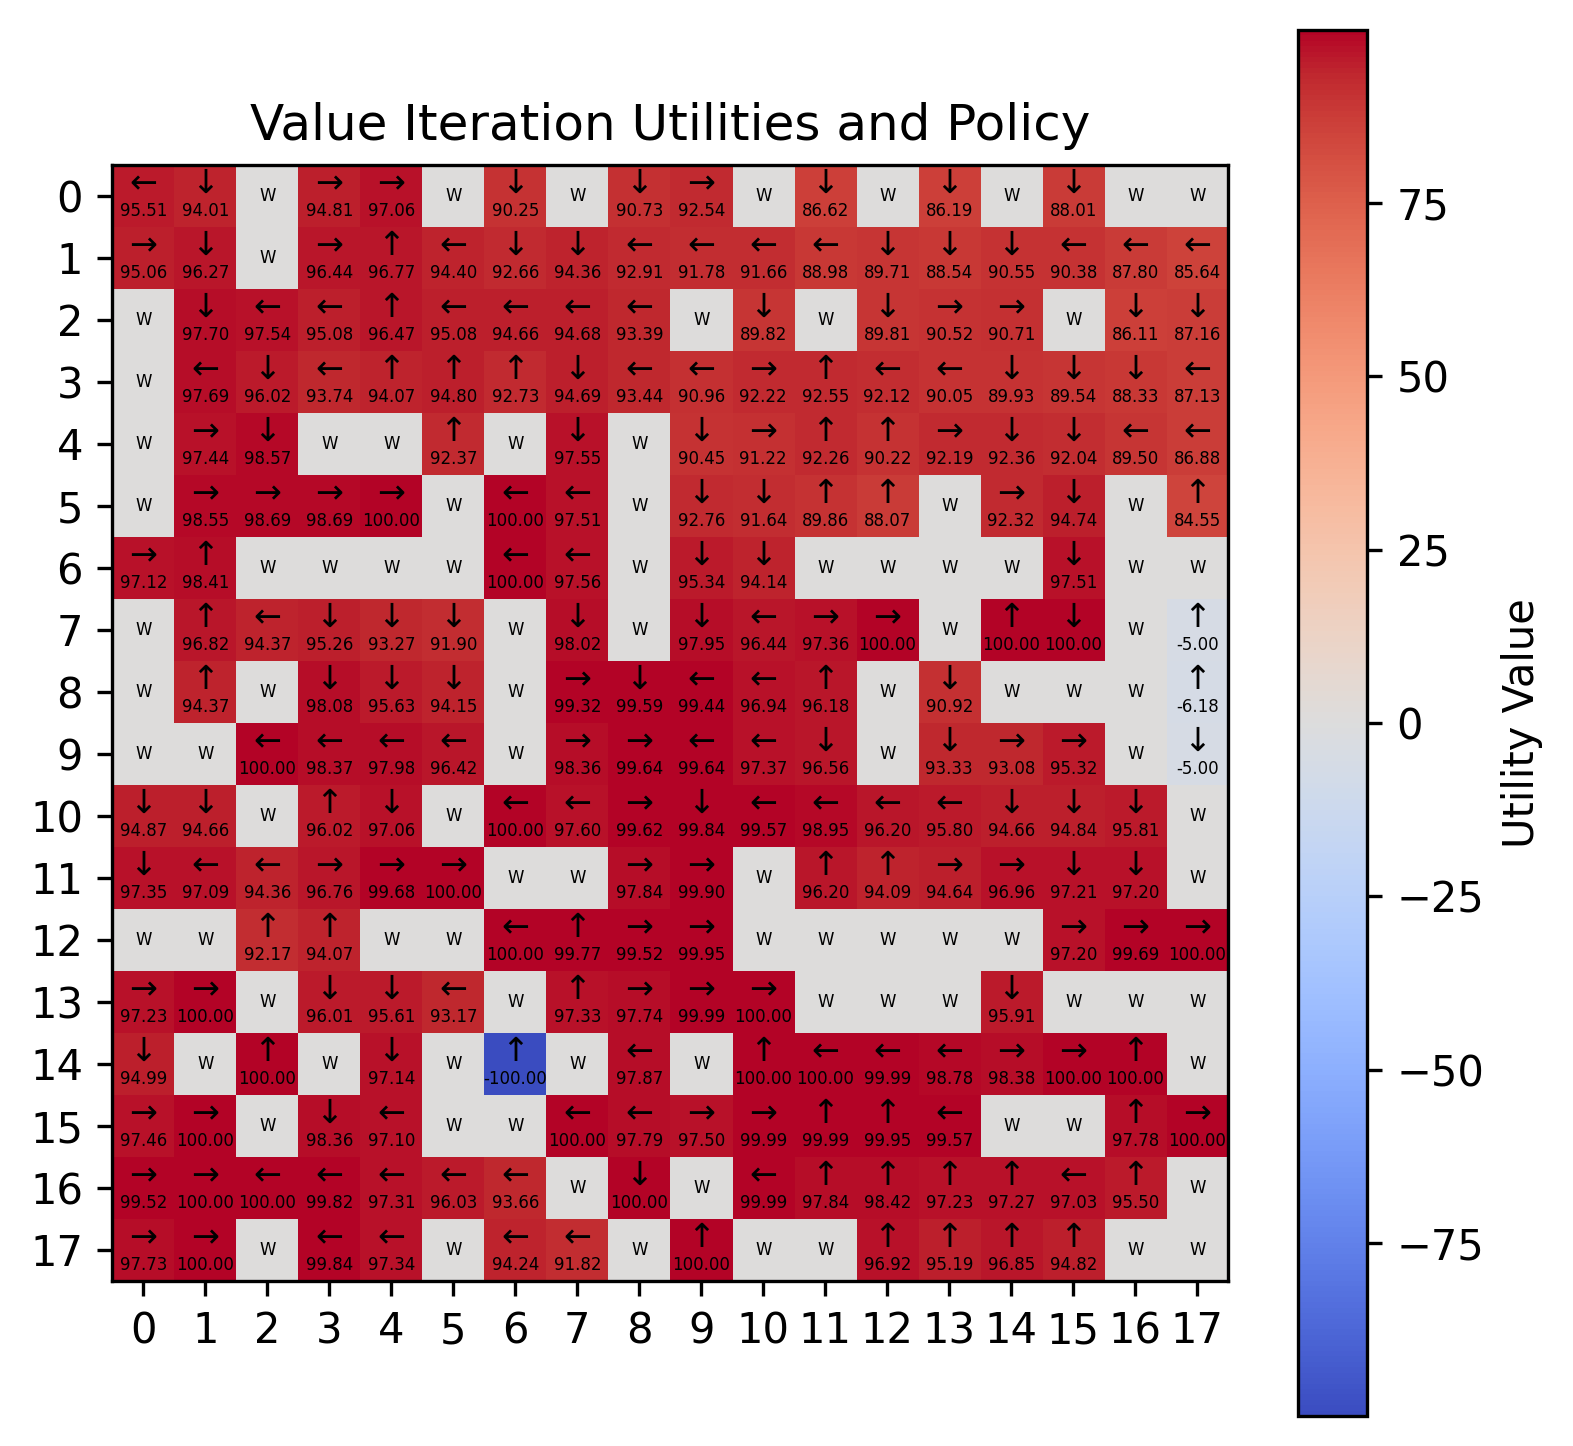 Value Iteration Utilities and Policy
0 ← ↓ W → → W ↓ W ↓ → W ↓ W ↓ W ↓ W W
95.51 94.01 94.81 97.06 90.25 90.73 92.54 86.62 86.19 88.01
1 → ↓ W → ↑ ← ↓ ↓ ← ← ← ← ↓ ↓ ↓ ← ← ←
95.06 96.27 96.44 96.77 94.40 92.66 94.36 92.91 91.78 91.66 88.98 89.71 88.54 90.55 90.38 87.80 85.64
2 W ↓ ← ← ↑ ← ← ← ← W ↓ W ↓ → → W ↓ ↓
97.70 97.54 95.08 96.47 95.08 94.66 94.68 93.39 89.82 89.81 90.52 90.71 86.11 87.16
3 W ← ↓ ← ↑ ↑ ↑ ↓ ← ← → ↑ ← ← ↓ ↓ ↓ ←
97.69 96.02 93.74 94.07 94.80 92.73 94.69 93.44 90.96 92.22 92.55 92.12 90.05 89.93 89.54 88.33 87.13
4 W → ↓ W W ↑ W ↓ W ↓ → ↑ ↑ → ↓ ↓ ← ←
97.44 98.57 92.37 97.55 90.45 91.22 92.26 90.22 92.19 92.36 92.04 89.50 86.88
5 W → → → → W ← ← W ↓ ↓ ↑ ↑ W → ↓ W ↑
98.55 98.69 98.69 100.00 100.00 97.51 92.76 91.64 89.86 88.07 92.32 94.74 84.55
6 → ↑ W W W W ← ← W ↓ ↓ W W W W ↓ W W
97.12 98.41 100.00 97.56 95.34 94.14 97.51
7 W ↑ ← ↓ ↓ ↓ W ↓ W ↓ ← → → W ↑ ↓ W ↑
96.82 94.37 95.26 93.27 91.90 98.02 97.95 96.44 97.36 100.00 100.00 100.00 -5.00
8 W ↑ W ↓ ↓ ↓ W → ↓ ← ← ↑ W ↓ W W W ↑
94.37 98.08 95.63 94.15 99.32 99.59 99.44 96.94 96.18 90.92 -6.18
9 W W ← ← ← ← W → → ← ← ↓ W ↓ → → W ↓
100.00 98.37 97.98 96.42 98.36 99.64 99.64 97.37 96.56 93.33 93.08 95.32 -5.00
10 ↓ ↓ W ↑ ↓ W ← ← → ↓ ← ← ← ← ↓ ↓ ↓ W
94.87 94.66 96.02 97.06 100.00 97.60 99.62 99.84 99.57 98.95 96.20 95.80 94.66 94.84 95.81
11 ↓ ← ← → → → W W → → W ↑ ↑ → → ↓ ↓ W
97.35 97.09 94.36 96.76 99.68 100.00 97.84 99.90 96.20 94.09 94.64 96.96 97.21 97.20
12 W W ↑ ↑ W W ← ↑ → → W W W W W → → →
92.17 94.07 100.00 99.77 99.52 99.95 97.20 99.69 100.00
13 → → W ↓ ↓ ← W ↑ → → → W W W ↓ W W W
97.23 100.00 96.01 95.61 93.17 97.33 97.74 99.99 100.00 95.91
14 ↓ W ↑ W ↓ W ↑ W ← W ↑ ← ← ← → → ↑ W
94.99 100.00 97.14 -100.00 97.87 100.00 100.00 99.99 98.78 98.38 100.00 100.00
15 → → W ↓ ← W W ← ← → → ↑ ↑ ← W W ↑ →
97.46 100.00 98.36 97.10 100.00 97.79 97.50 99.99 99.99 99.95 99.57 97.78 100.00
16 → → ← ← ← ← ← W ↓ W ← ↑ ↑ ↑ ↑ ← ↑ W
99.52 100.00 100.00 99.82 97.31 96.03 93.66 100.00 99.99 97.84 98.42 97.23 97.27 97.03 95.50
17 → → W ← ← W ← ← W ↑ W W ↑ ↑ ↑ ↑ W W
97.73 100.00 99.84 97.34 94.24 91.82 100.00 96.92 95.19 96.85 94.82
0 1 2 3 4 5 6 7 8 9 10 11 12 13 14 15 16 17
75
50
25
0
−25
−50
−75
Utility Value